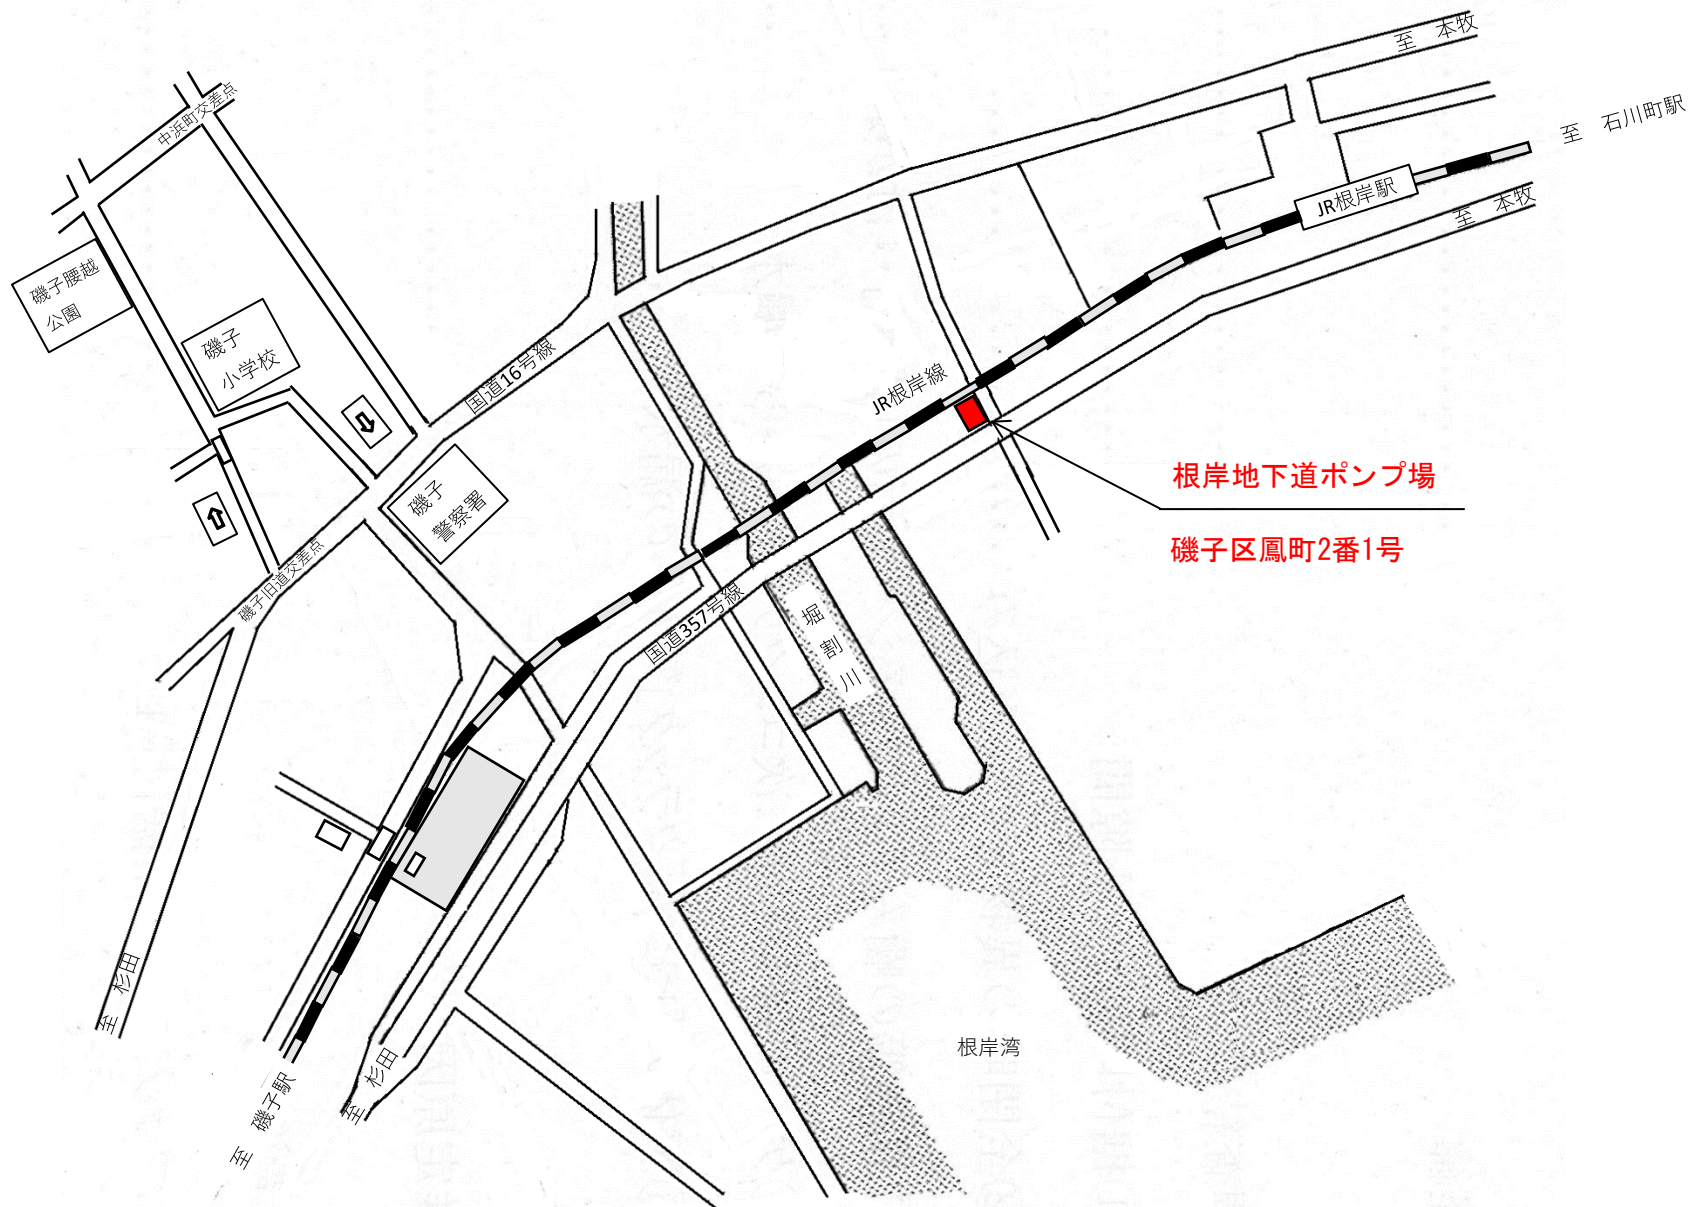 至　本牧
中浜町交差点
至　石川町駅
JR根岸駅
至　本牧
磯子腰越
公園
磯子
小学校
国道16号線
JR根岸線
磯子
警察署
根岸地下道ポンプ場
磯子区鳳町2番1号
磯子旧道交差点
国道357号線
堀
割
川
至　杉田
根岸湾
至　杉田
至　磯子駅